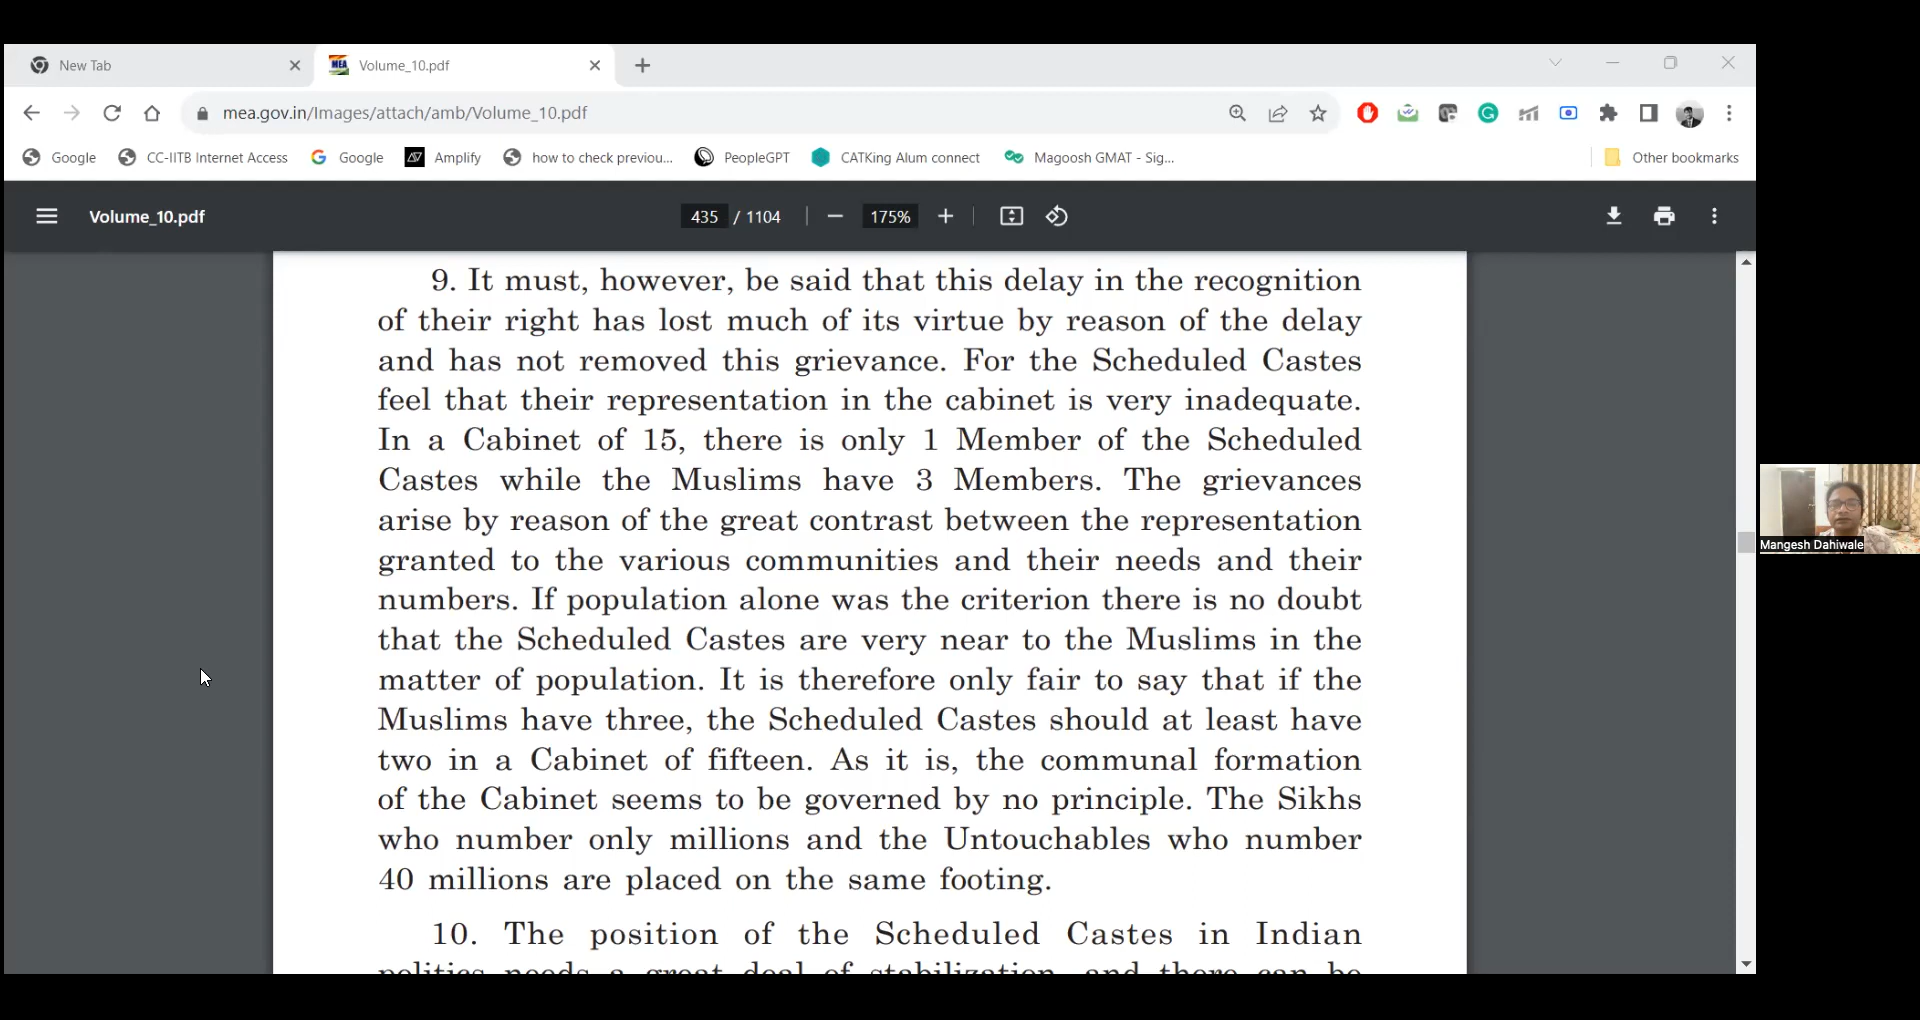 New Tab
Volume_10.pdf
mea.gov.in/Images/attach/amb/Volume_10.pdf
Google
CC-IITB Internet Access
Google
Amplify
how to check previou...
PeopleGPT
CATKing Alum connect
Magoosh GMAT - Sig...
Other bookmarks
Volume_10.pdf
435 / 1104
175%
9. It must, however, be said that this delay in the recognition
of their right has lost much of its virtue by reason of the delay
and has not removed this grievance. For the Scheduled Castes
feel that their representation in the cabinet is very inadequate.
In a Cabinet of 15, there is only 1 Member of the Scheduled
Castes while the Muslims have 3 Members. The grievances
arise by reason of the great contrast between the representation
granted to the various communities and their needs and their
numbers. If population alone was the criterion there is no doubt
that the Scheduled Castes are very near to the Muslims in the
matter of population. It is therefore only fair to say that if the
Muslims have three, the Scheduled Castes should at least have
two in a Cabinet of fifteen. As it is, the communal formation
of the Cabinet seems to be governed by no principle. The Sikhs
who number only millions and the Untouchables who number
40 millions are placed on the same footing.
10. The position of the Scheduled Castes in Indian
politics needs a great deal of stabilization, and there can be
Mangesh Dahiwale